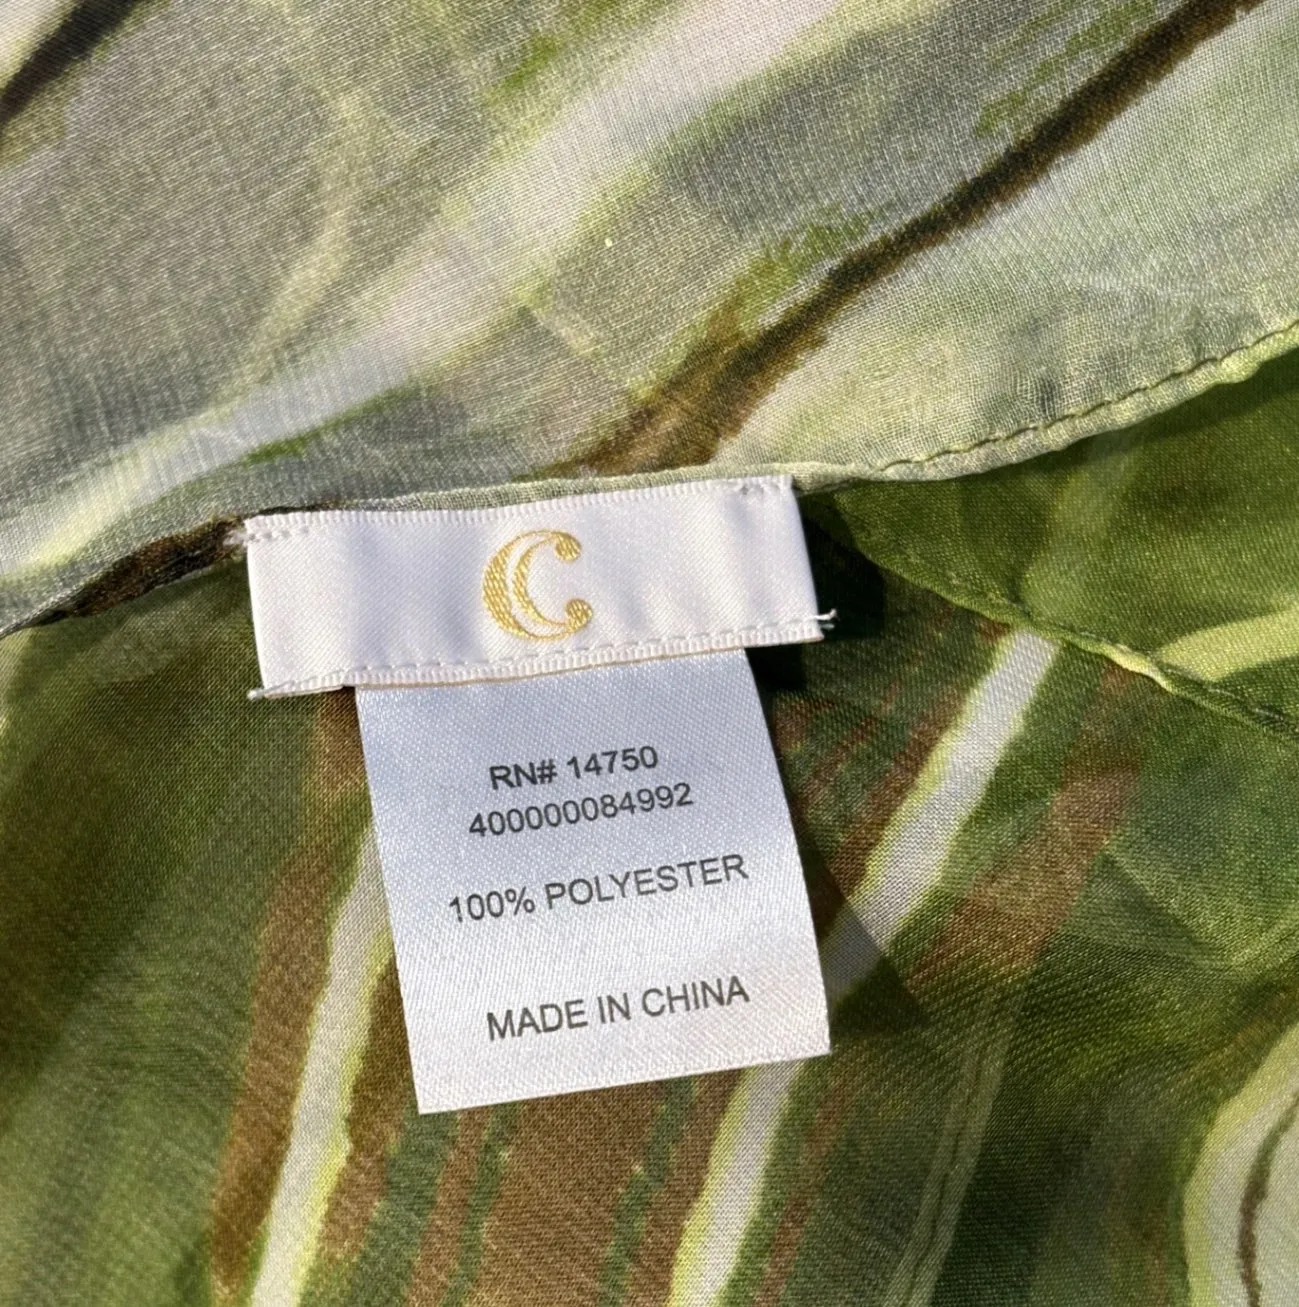 C
RN# 14750
400000084992
100% POLYESTER
MADE IN CHINA